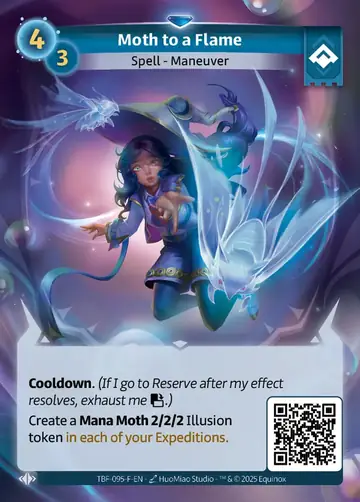 4
Moth to a Flame
3
Spell - Maneuver
Cooldown. (If I go to Reserve after my effect
resolves, exhaust me .)
Create a Mana Moth 2/2/2 Illusion
token in each of your Expeditions.
TBF-095-F-EN - HuoMiao Studio - ™ & © 2025 Equinox